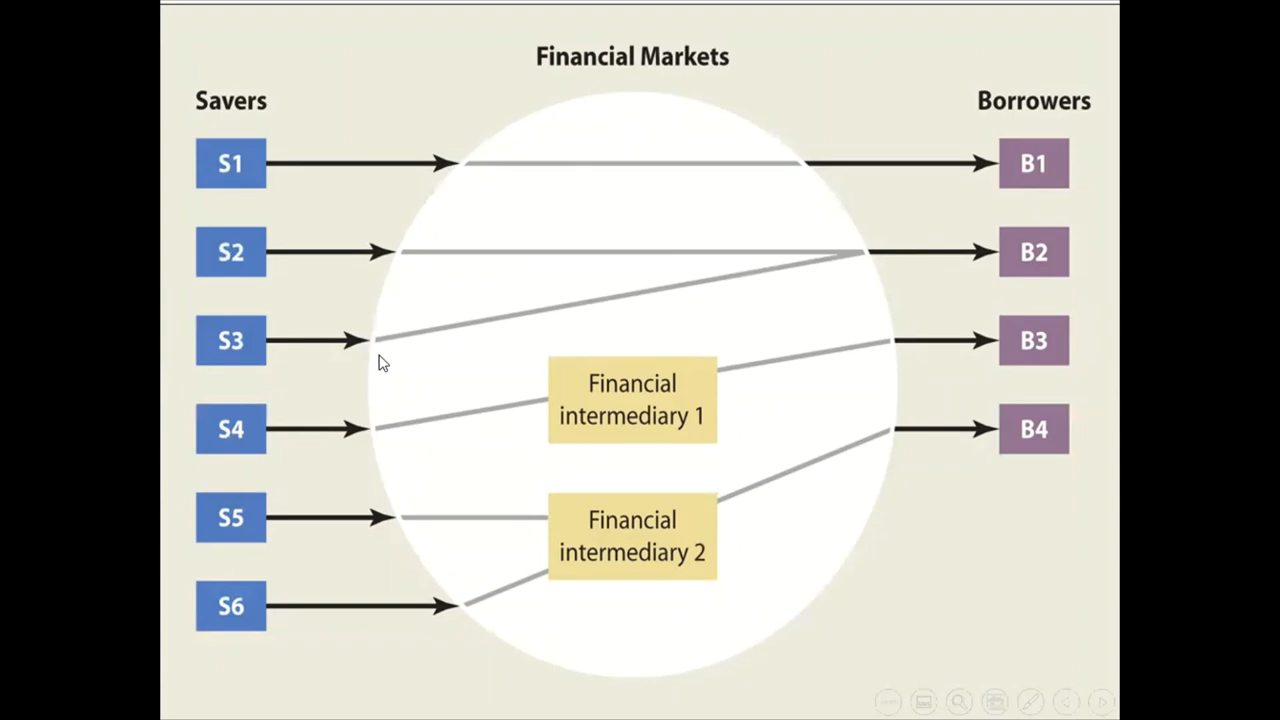 Financial Markets
Savers
Borrowers
S1
B1
S2
B2
S3
B3
Financial
intermediary 1
S4
B4
S5
Financial
intermediary 2
S6